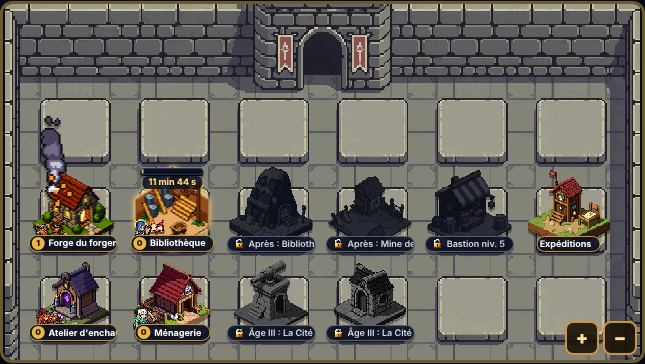 11 min 44 s
1 Forge du forger
0 Bibliothèque
Après : Biblioth
Après : Mine de
Bastion niv. 5
Expéditions
0 Atelier d'encha
0 Ménagerie
Âge III : La Cité
Âge III : La Cité
+ −